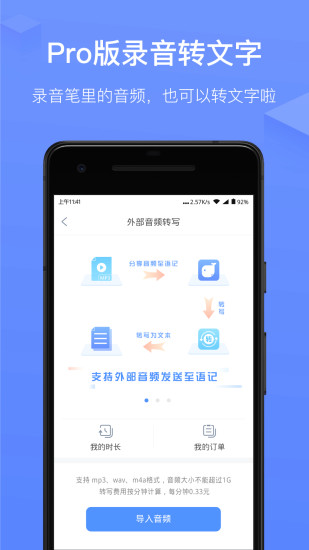 Pro版录音转文字
录音笔里的音频，也可以转文字啦
上午11:41
...2.57K/s
92%
外部音频转写
分享音频至语记
转写
转写为文本
支持外部音频发送至语记
我的时长
我的订单
支持 mp3、wav、m4a格式，音频大小不能超过1G
转写费用按分钟计算，每分钟0.33元
导入音频